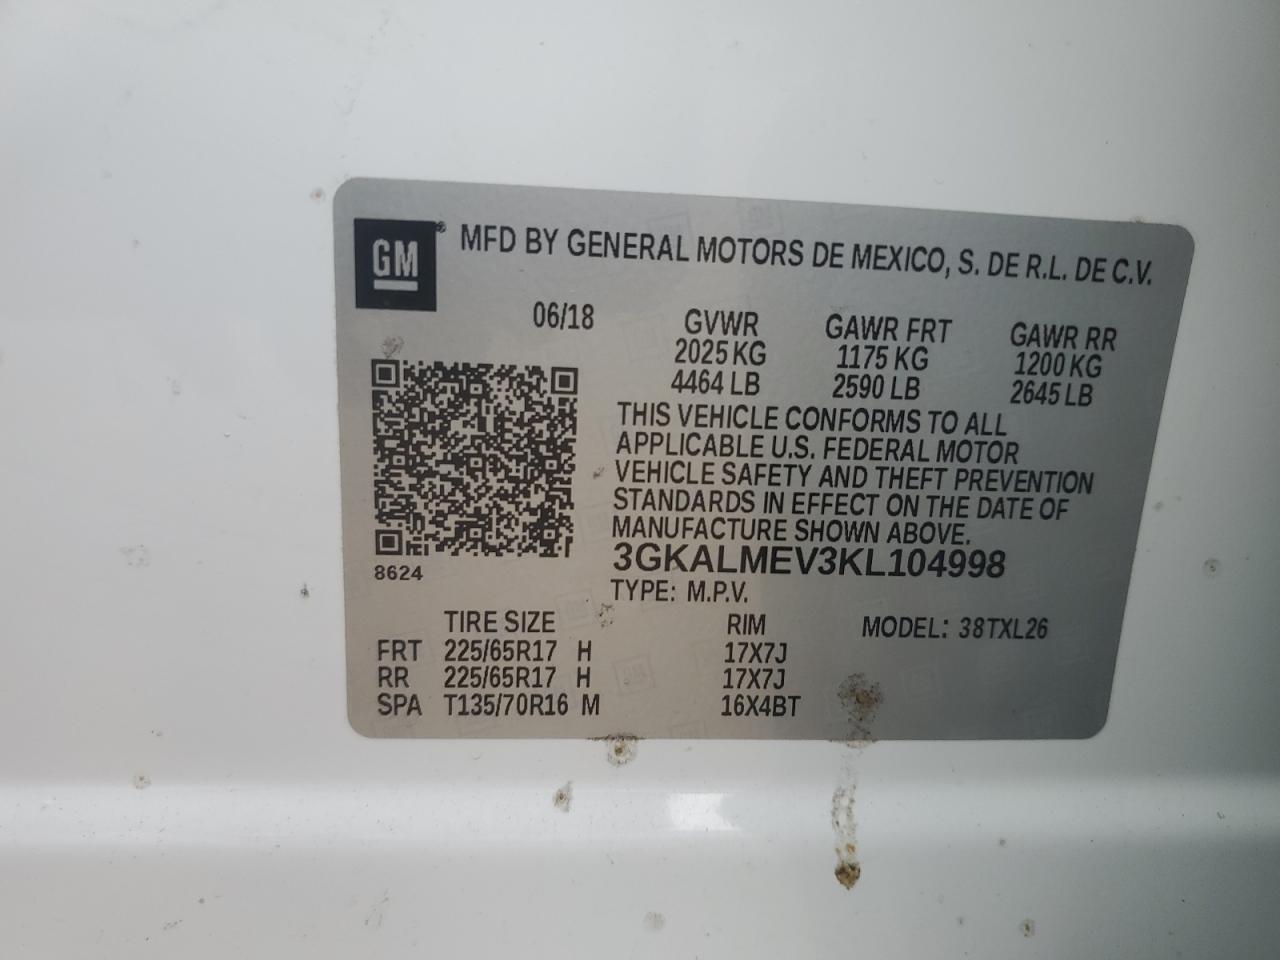 GM® MFD BY GENERAL MOTORS DE MEXICO, S. DE R.L. DE C.V.
06/18 GVWR GAWR FRT GAWR RR
2025 KG 1175 KG 1200 KG
4464 LB 2590 LB 2645 LB
THIS VEHICLE CONFORMS TO ALL
APPLICABLE U.S. FEDERAL MOTOR
VEHICLE SAFETY AND THEFT PREVENTION
STANDARDS IN EFFECT ON THE DATE OF
MANUFACTURE SHOWN ABOVE.
3GKALMEV3KL104998
8624
TYPE: M.P.V.
TIRE SIZE RIM MODEL: 38TXL26
FRT 225/65R17 H 17X7J
RR 225/65R17 H 17X7J
SPA T135/70R16 M 16X4BT